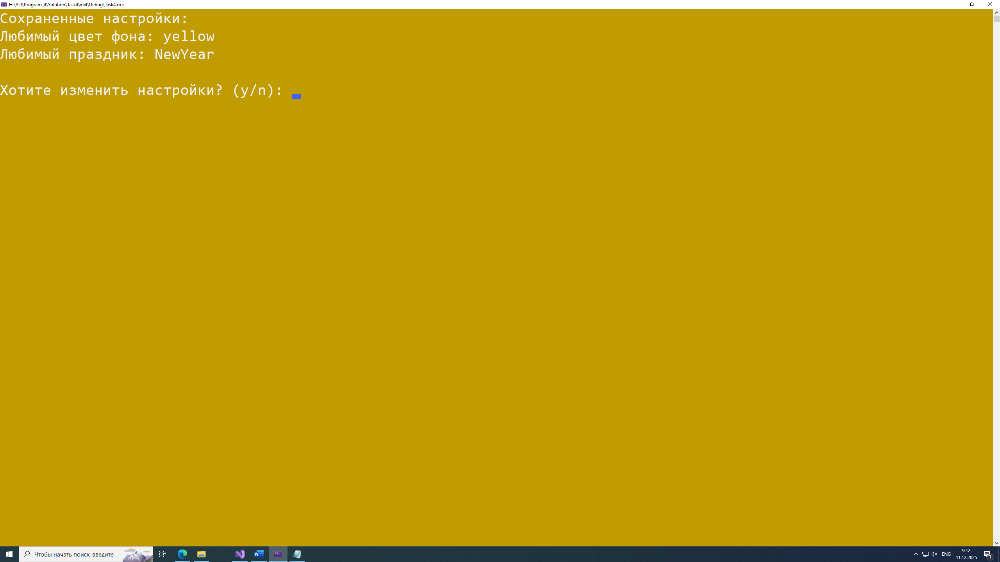 H:\УП\Program_4\Solution\Task4\x64\Debug\Task4.exe
Сохраненные настройки:
Любимый цвет фона: yellow
Любимый праздник: NewYear
Хотите изменить настройки? (y/n):
Чтобы начать поиск, введите
ENG
9:12
11.12.2025
1